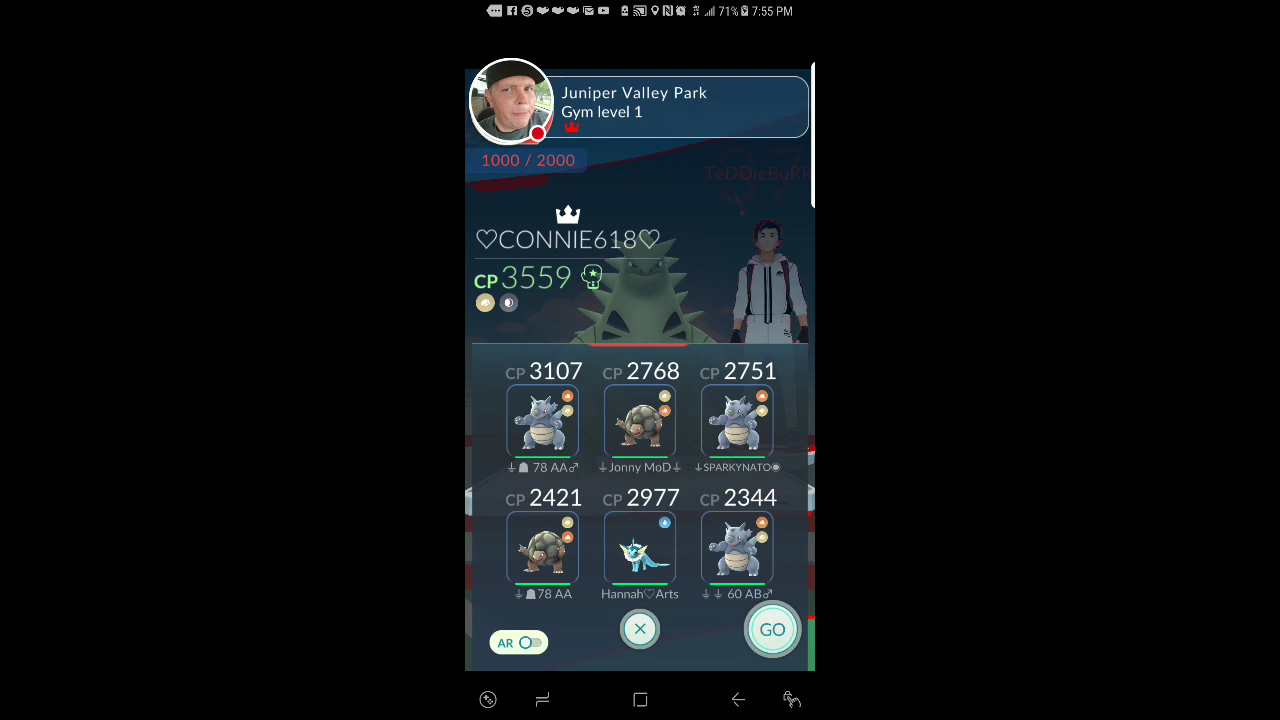 71% 7:55 PM
Juniper Valley Park
Gym level 1
1000 / 2000
TeDDieBuRR
♡CONNIE618♡
CP 3559
CP 3107 CP 2768 CP 2751
78 AA♂ Jonny MoD SPARKYNATO
CP 2421 CP 2977 CP 2344
78 AA Hannah♡Arts 60 AB♂
AR GO